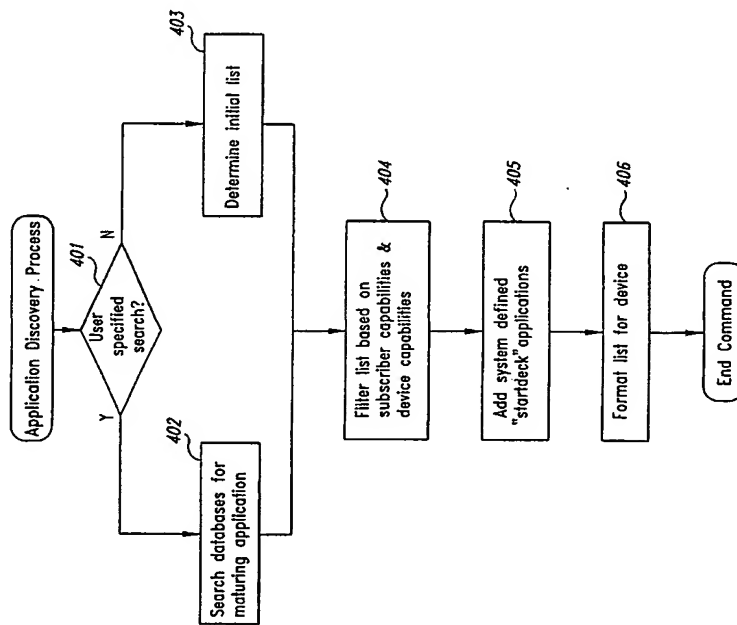 Application Discovery Process
401
User
specified
search?
Y
N
402
Search databases for
maturing application
403
Determine initial list
404
Filter list based on
subscriber capabilities &
device capabilities
405
Add system defined
"startdeck" applications
406
Format list for device
End Command